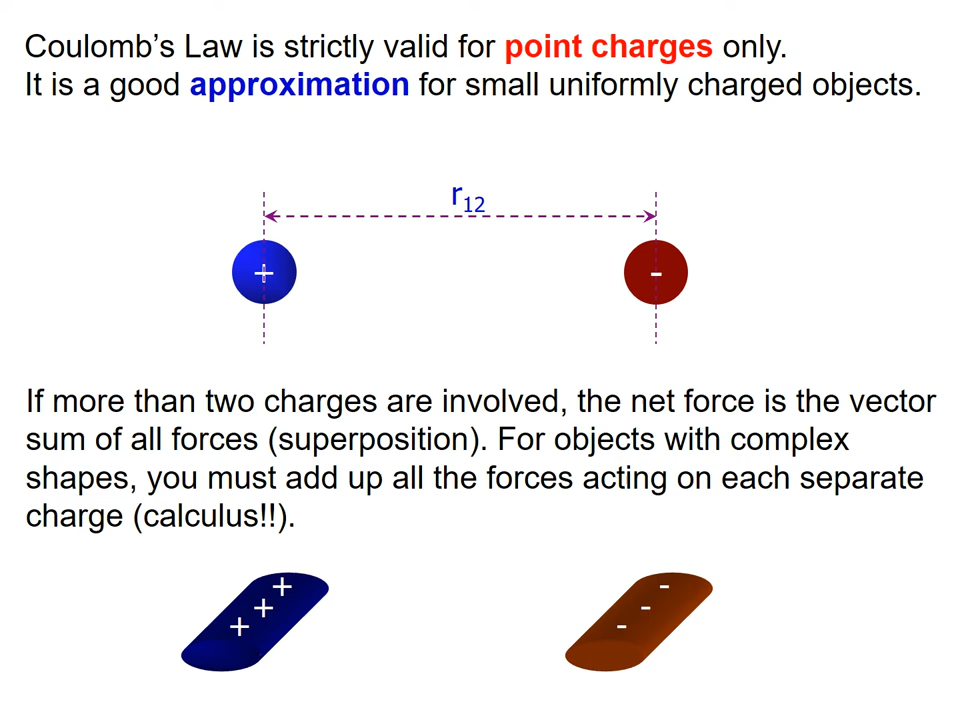 Coulomb’s Law is strictly valid for point charges only.
It is a good approximation for small uniformly charged objects.
r12
+
-
If more than two charges are involved, the net force is the vector
sum of all forces (superposition). For objects with complex
shapes, you must add up all the forces acting on each separate
charge (calculus!!).
+
+
+
-
-
-